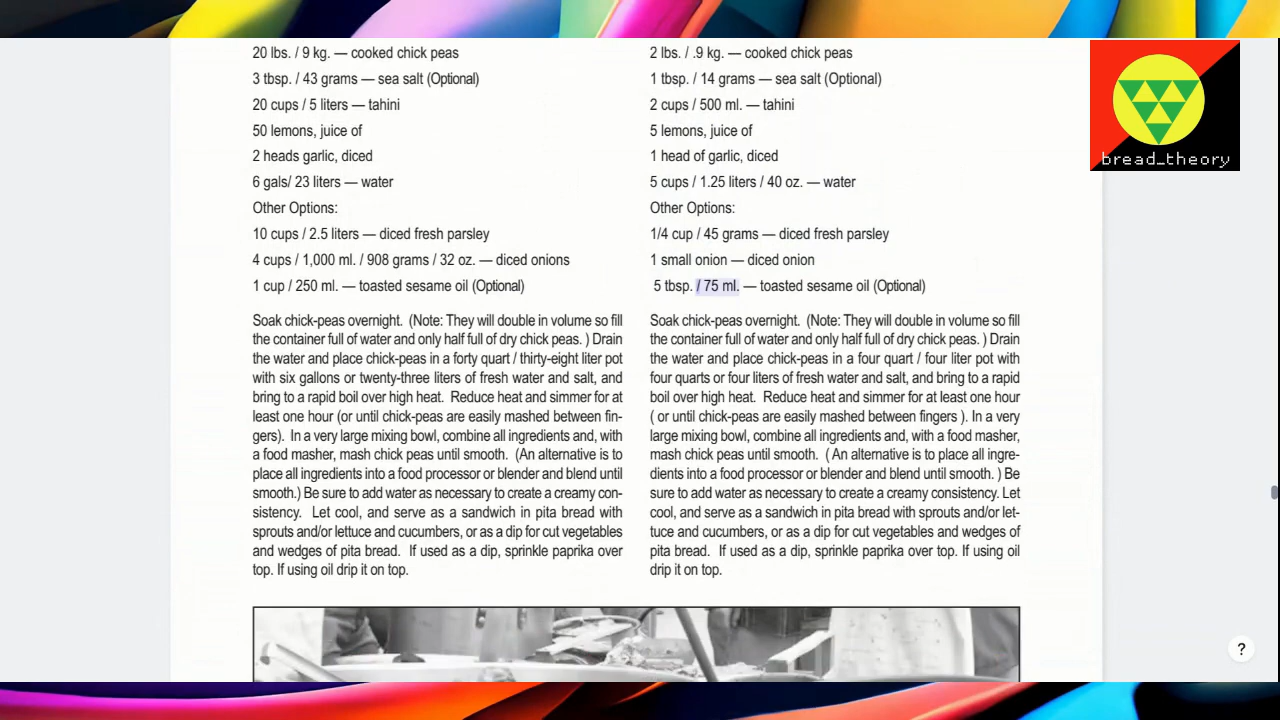 20 lbs. / 9 kg. — cooked chick peas
3 tbsp. / 43 grams — sea salt (Optional)
20 cups / 5 liters — tahini
50 lemons, juice of
2 heads garlic, diced
6 gals/ 23 liters — water
Other Options:
10 cups / 2.5 liters — diced fresh parsley
4 cups / 1,000 ml. / 908 grams / 32 oz. — diced onions
1 cup / 250 ml. — toasted sesame oil (Optional)
Soak chick-peas overnight. (Note: They will double in volume so fill
the container full of water and only half full of dry chick peas. ) Drain
the water and place chick-peas in a forty quart / thirty-eight liter pot
with six gallons or twenty-three liters of fresh water and salt, and
bring to a rapid boil over high heat. Reduce heat and simmer for at
least one hour (or until chick-peas are easily mashed between fin-
gers). In a very large mixing bowl, combine all ingredients and, with
a food masher, mash chick peas until smooth. (An alternative is to
place all ingredients into a food processor or blender and blend until
smooth.) Be sure to add water as necessary to create a creamy con-
sistency. Let cool, and serve as a sandwich in pita bread with
sprouts and/or lettuce and cucumbers, or as a dip for cut vegetables
and wedges of pita bread. If used as a dip, sprinkle paprika over
top. If using oil drip it on top.
2 lbs. / .9 kg. — cooked chick peas
1 tbsp. / 14 grams — sea salt (Optional)
2 cups / 500 ml. — tahini
5 lemons, juice of
1 head of garlic, diced
5 cups / 1.25 liters / 40 oz. — water
Other Options:
1/4 cup / 45 grams — diced fresh parsley
1 small onion — diced onion
5 tbsp. / 75 ml. — toasted sesame oil (Optional)
Soak chick-peas overnight. (Note: They will double in volume so fill
the container full of water and only half full of dry chick peas. ) Drain
the water and place chick-peas in a four quart / four liter pot with
four quarts or four liters of fresh water and salt, and bring to a rapid
boil over high heat. Reduce heat and simmer for at least one hour
( or until chick-peas are easily mashed between fingers ). In a very
large mixing bowl, combine all ingredients and, with a food masher,
mash chick peas until smooth. ( An alternative is to place all ingre-
dients into a food processor or blender and blend until smooth. ) Be
sure to add water as necessary to create a creamy consistency. Let
cool, and serve as a sandwich in pita bread with sprouts and/or let-
tuce and cucumbers, or as a dip for cut vegetables and wedges of
pita bread. If used as a dip, sprinkle paprika over top. If using oil
drip it on top.
bread_theory
?